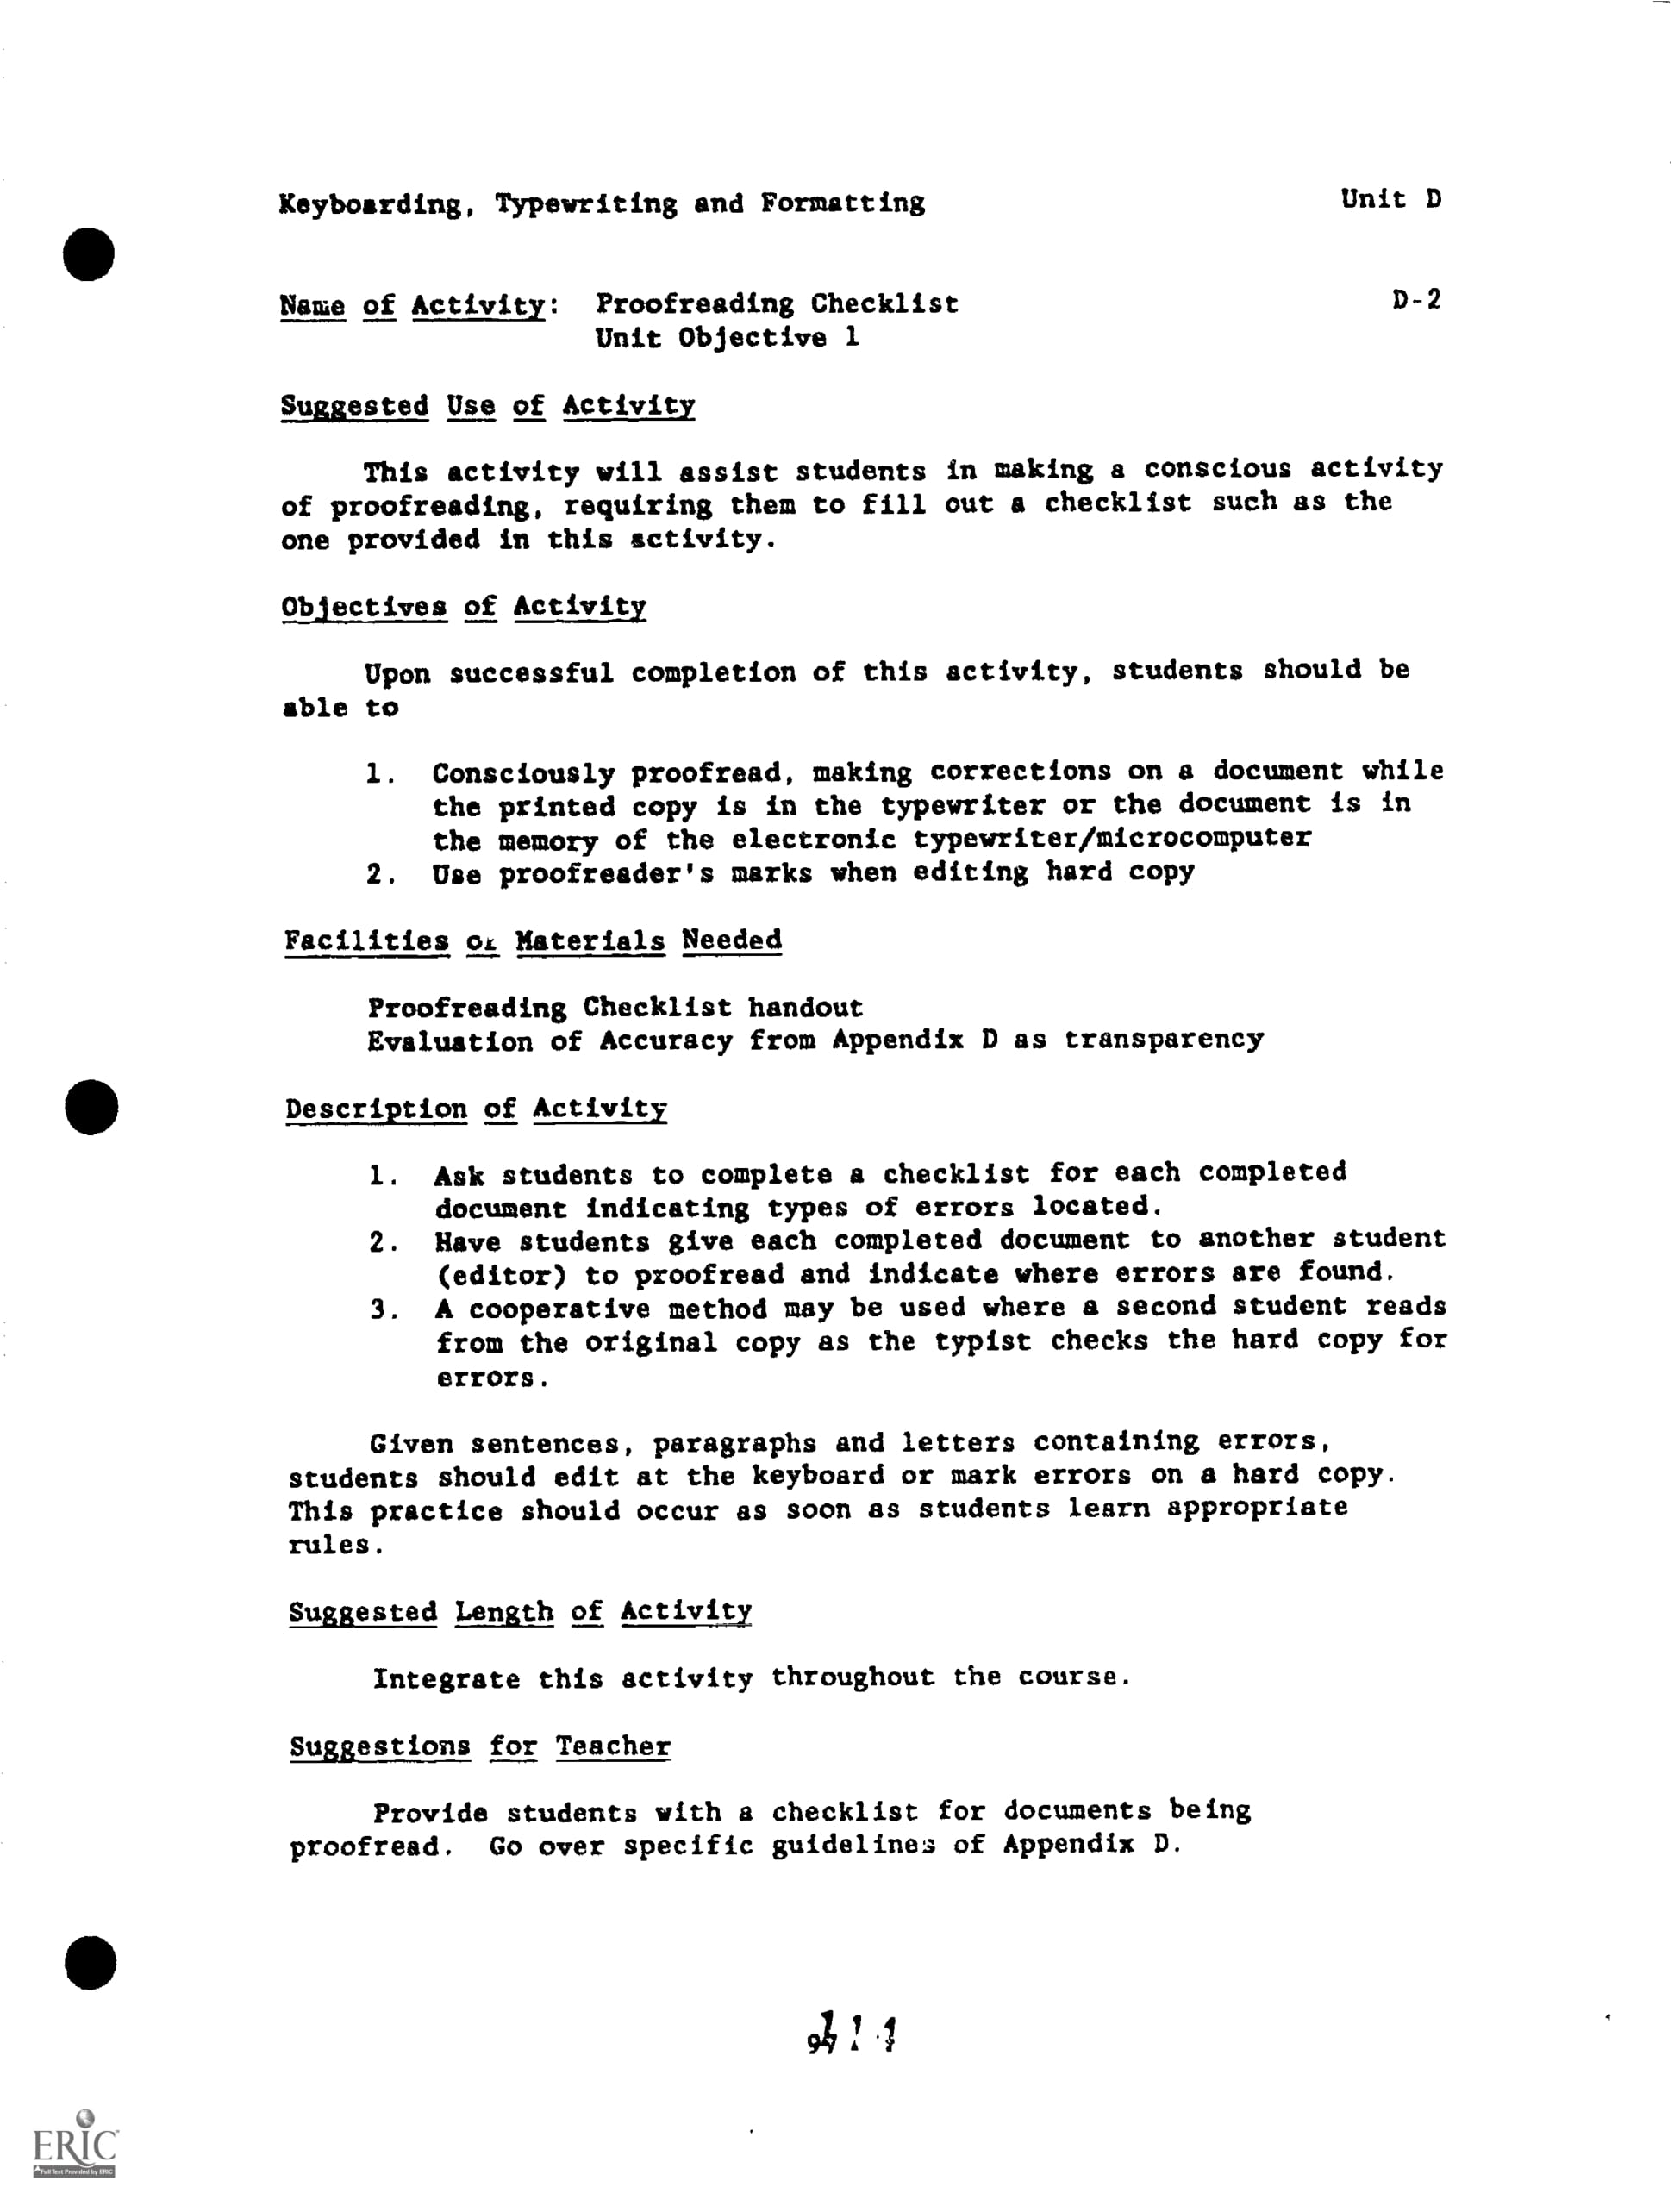 Keyboarding, Typewriting and Formatting Unit D
Name of Activity: Proofreading Checklist D-2
Unit Objective 1
Suggested Use of Activity
This activity will assist students in making a conscious activity
of proofreading, requiring them to fill out a checklist such as the
one provided in this activity.
Objectives of Activity
Upon successful completion of this activity, students should be
able to
1. Consciously proofread, making corrections on a document while
the printed copy is in the typewriter or the document is in
the memory of the electronic typewriter/microcomputer
2. Use proofreader's marks when editing hard copy
Facilities or Materials Needed
Proofreading Checklist handout
Evaluation of Accuracy from Appendix D as transparency
Description of Activity
1. Ask students to complete a checklist for each completed
document indicating types of errors located.
2. Have students give each completed document to another student
(editor) to proofread and indicate where errors are found.
3. A cooperative method may be used where a second student reads
from the original copy as the typist checks the hard copy for
errors.
Given sentences, paragraphs and letters containing errors,
students should edit at the keyboard or mark errors on a hard copy.
This practice should occur as soon as students learn appropriate
rules.
Suggested Length of Activity
Integrate this activity throughout the course.
Suggestions for Teacher
Provide students with a checklist for documents being
proofread. Go over specific guidelines of Appendix D.
ERIC
Full Text Provided by ERIC